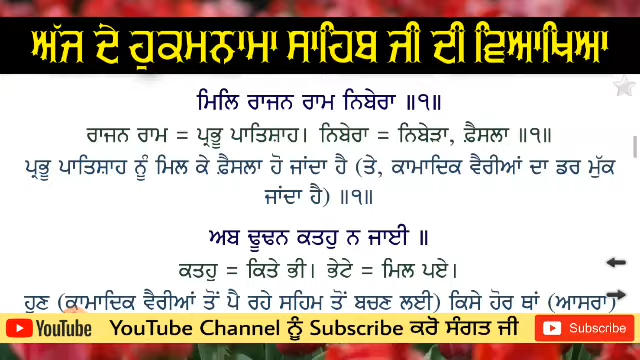 ਅੱਜ ਦੇ ਹੁਕਮਨਾਮਾ ਸਾਹਿਬ ਜੀ ਦੀ ਵਿਆਖਿਆ
ਮਿਲਿ ਰਾਜਨ ਰਾਮ ਨਿਬੇਰਾ ॥੧॥
ਰਾਜਨ ਰਾਮ = ਪ੍ਰਭੂ ਪਾਤਿਸ਼ਾਹ। ਨਿਬੇਰਾ = ਨਿਬੇੜਾ, ਫ਼ੈਸਲਾ ॥੧॥
ਪ੍ਰਭੂ ਪਾਤਿਸ਼ਾਹ ਨੂੰ ਮਿਲ ਕੇ ਫ਼ੈਸਲਾ ਹੋ ਜਾਂਦਾ ਹੈ (ਤੇ, ਕਾਮਾਦਿਕ ਵੈਰੀਆਂ ਦਾ ਡਰ ਮੁੱਕ
ਜਾਂਦਾ ਹੈ) ॥੧॥
ਅਬ ਢੂਢਨ ਕਤਹੁ ਨ ਜਾਈ ॥
ਕਤਹੁ = ਕਿਤੇ ਭੀ। ਭੇਟੇ = ਮਿਲ ਪਏ।
ਹੁਣ (ਕਾਮਾਦਿਕ ਵੈਰੀਆਂ ਤੋਂ ਪੈ ਰਹੇ ਸਹਿਮ ਤੋਂ ਬਚਣ ਲਈ) ਕਿਸੇ ਹੋਰ ਥਾਂ (ਆਸਰਾ)
YouTube YouTube Channel ਨੂੰ Subscribe ਕਰੋ ਸੰਗਤ ਜੀ Subscribe